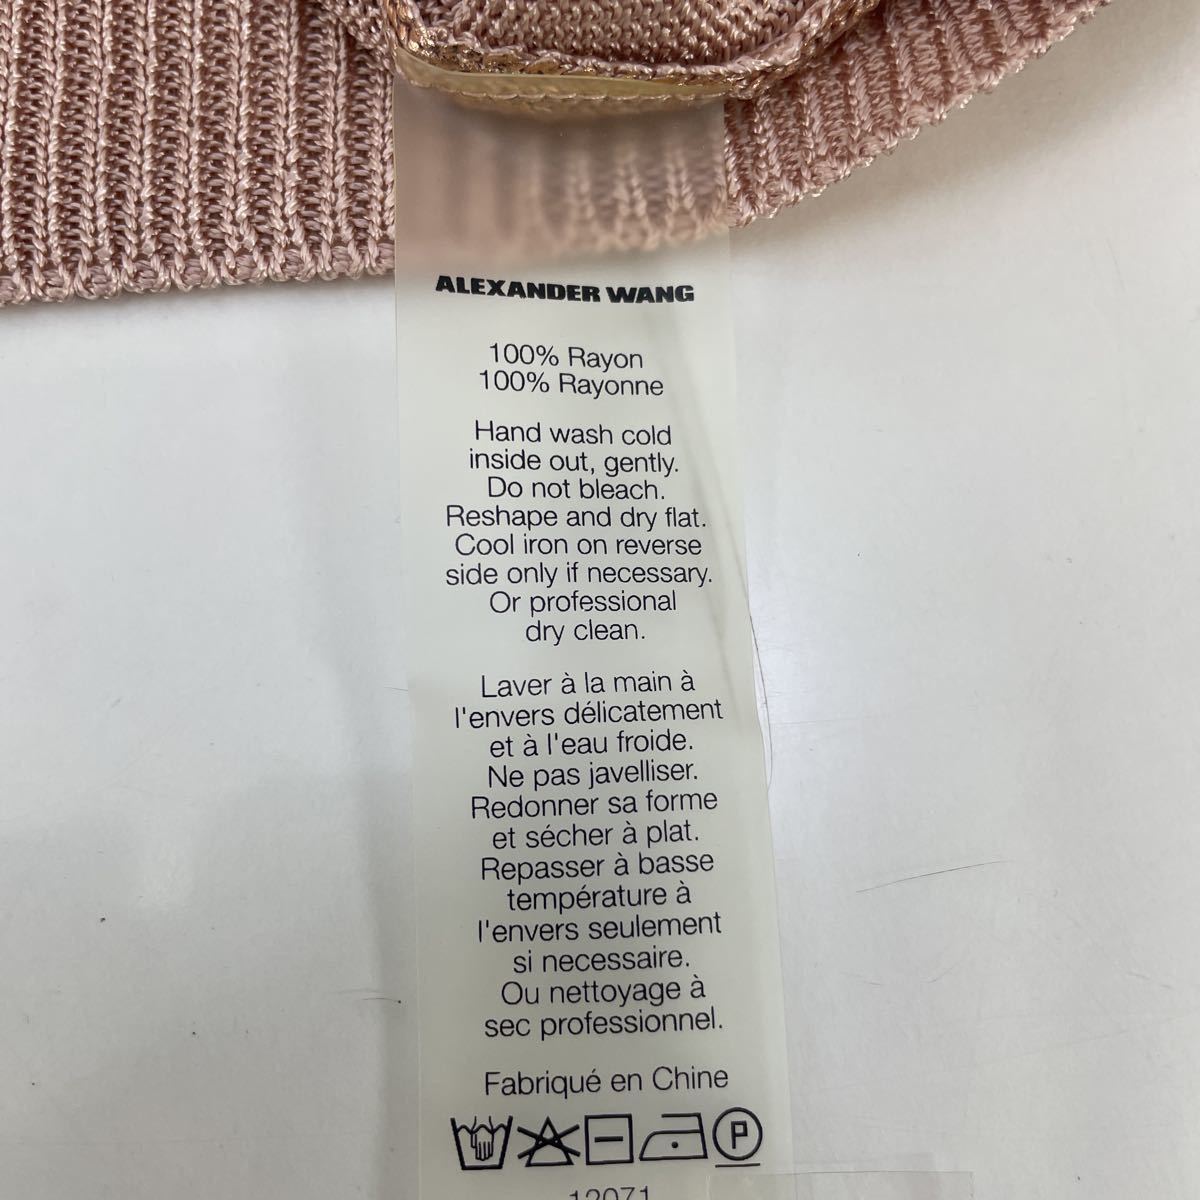 ALEXANDER WANG
100% Rayon
100% Rayonne
Hand wash cold
inside out, gently.
Do not bleach.
Reshape and dry flat.
Cool iron on reverse
side only if necessary.
Or professional
dry clean.
Laver à la main à
l'envers délicatement
et à l'eau froide.
Ne pas javelliser.
Redonner sa forme
et sécher à plat.
Repasser à basse
température à
l'envers seulement
si necessaire.
Ou nettoyage à
sec professionnel.
Fabriqué en Chine
P
12071